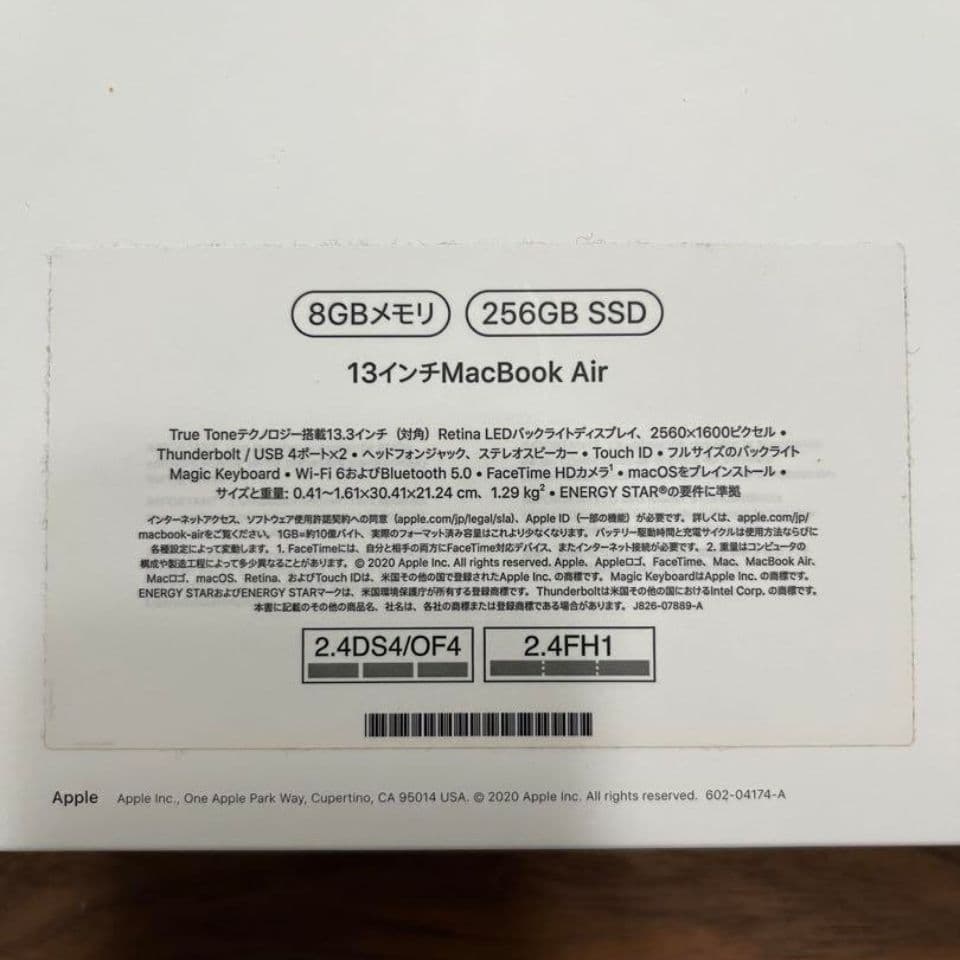 8GBメモリ 256GB SSD
13インチMacBook Air
True Toneテクノロジー搭載13.3インチ（対角）Retina LEDバックライトディスプレイ、2560×1600ピクセル •
Thunderbolt / USB 4ポート×2 • ヘッドフォンジャック、ステレオスピーカー • Touch ID • フルサイズのバックライト
Magic Keyboard • Wi-Fi 6およびBluetooth 5.0 • FaceTime HDカメラ¹ • macOSをプレインストール •
サイズと重量: 0.41〜1.61×30.41×21.24 cm、1.29 kg² • ENERGY STAR®の要件に準拠
インターネットアクセス、ソフトウェア使用許諾契約への同意（apple.com/jp/legal/sla）、Apple ID（一部の機能）が必要です。詳しくは、apple.com/jp/
macbook-airをご覧ください。1GB=約10億バイト、実際のフォーマット済み容量はこれより少なくなります。バッテリー駆動時間と充電サイクルは使用方法ならびに
各種設定によって変動します。1. FaceTimeには、自分と相手の両方にFaceTime対応デバイス、またインターネット接続が必要です。2. 重量はコンピュータの
構成や製造工程によって多少異なることがあります。© 2020 Apple Inc. All rights reserved. Apple、Appleロゴ、FaceTime、Mac、MacBook Air、
Macロゴ、macOS、Retina、およびTouch IDは、米国その他の国で登録されたApple Inc. の商標です。Magic KeyboardはApple Inc. の商標です。
ENERGY STARおよびENERGY STARマークは、米国環境保護庁が所有する登録商標です。Thunderboltは米国その他の国におけるIntel Corp. の商標です。
本書に記載のその他の商品名、社名は、各社の商標または登録商標である場合があります。J826-07889-A
2.4DS4/OF4 2.4FH1
Apple Apple Inc., One Apple Park Way, Cupertino, CA 95014 USA. © 2020 Apple Inc. All rights reserved. 602-04174-A